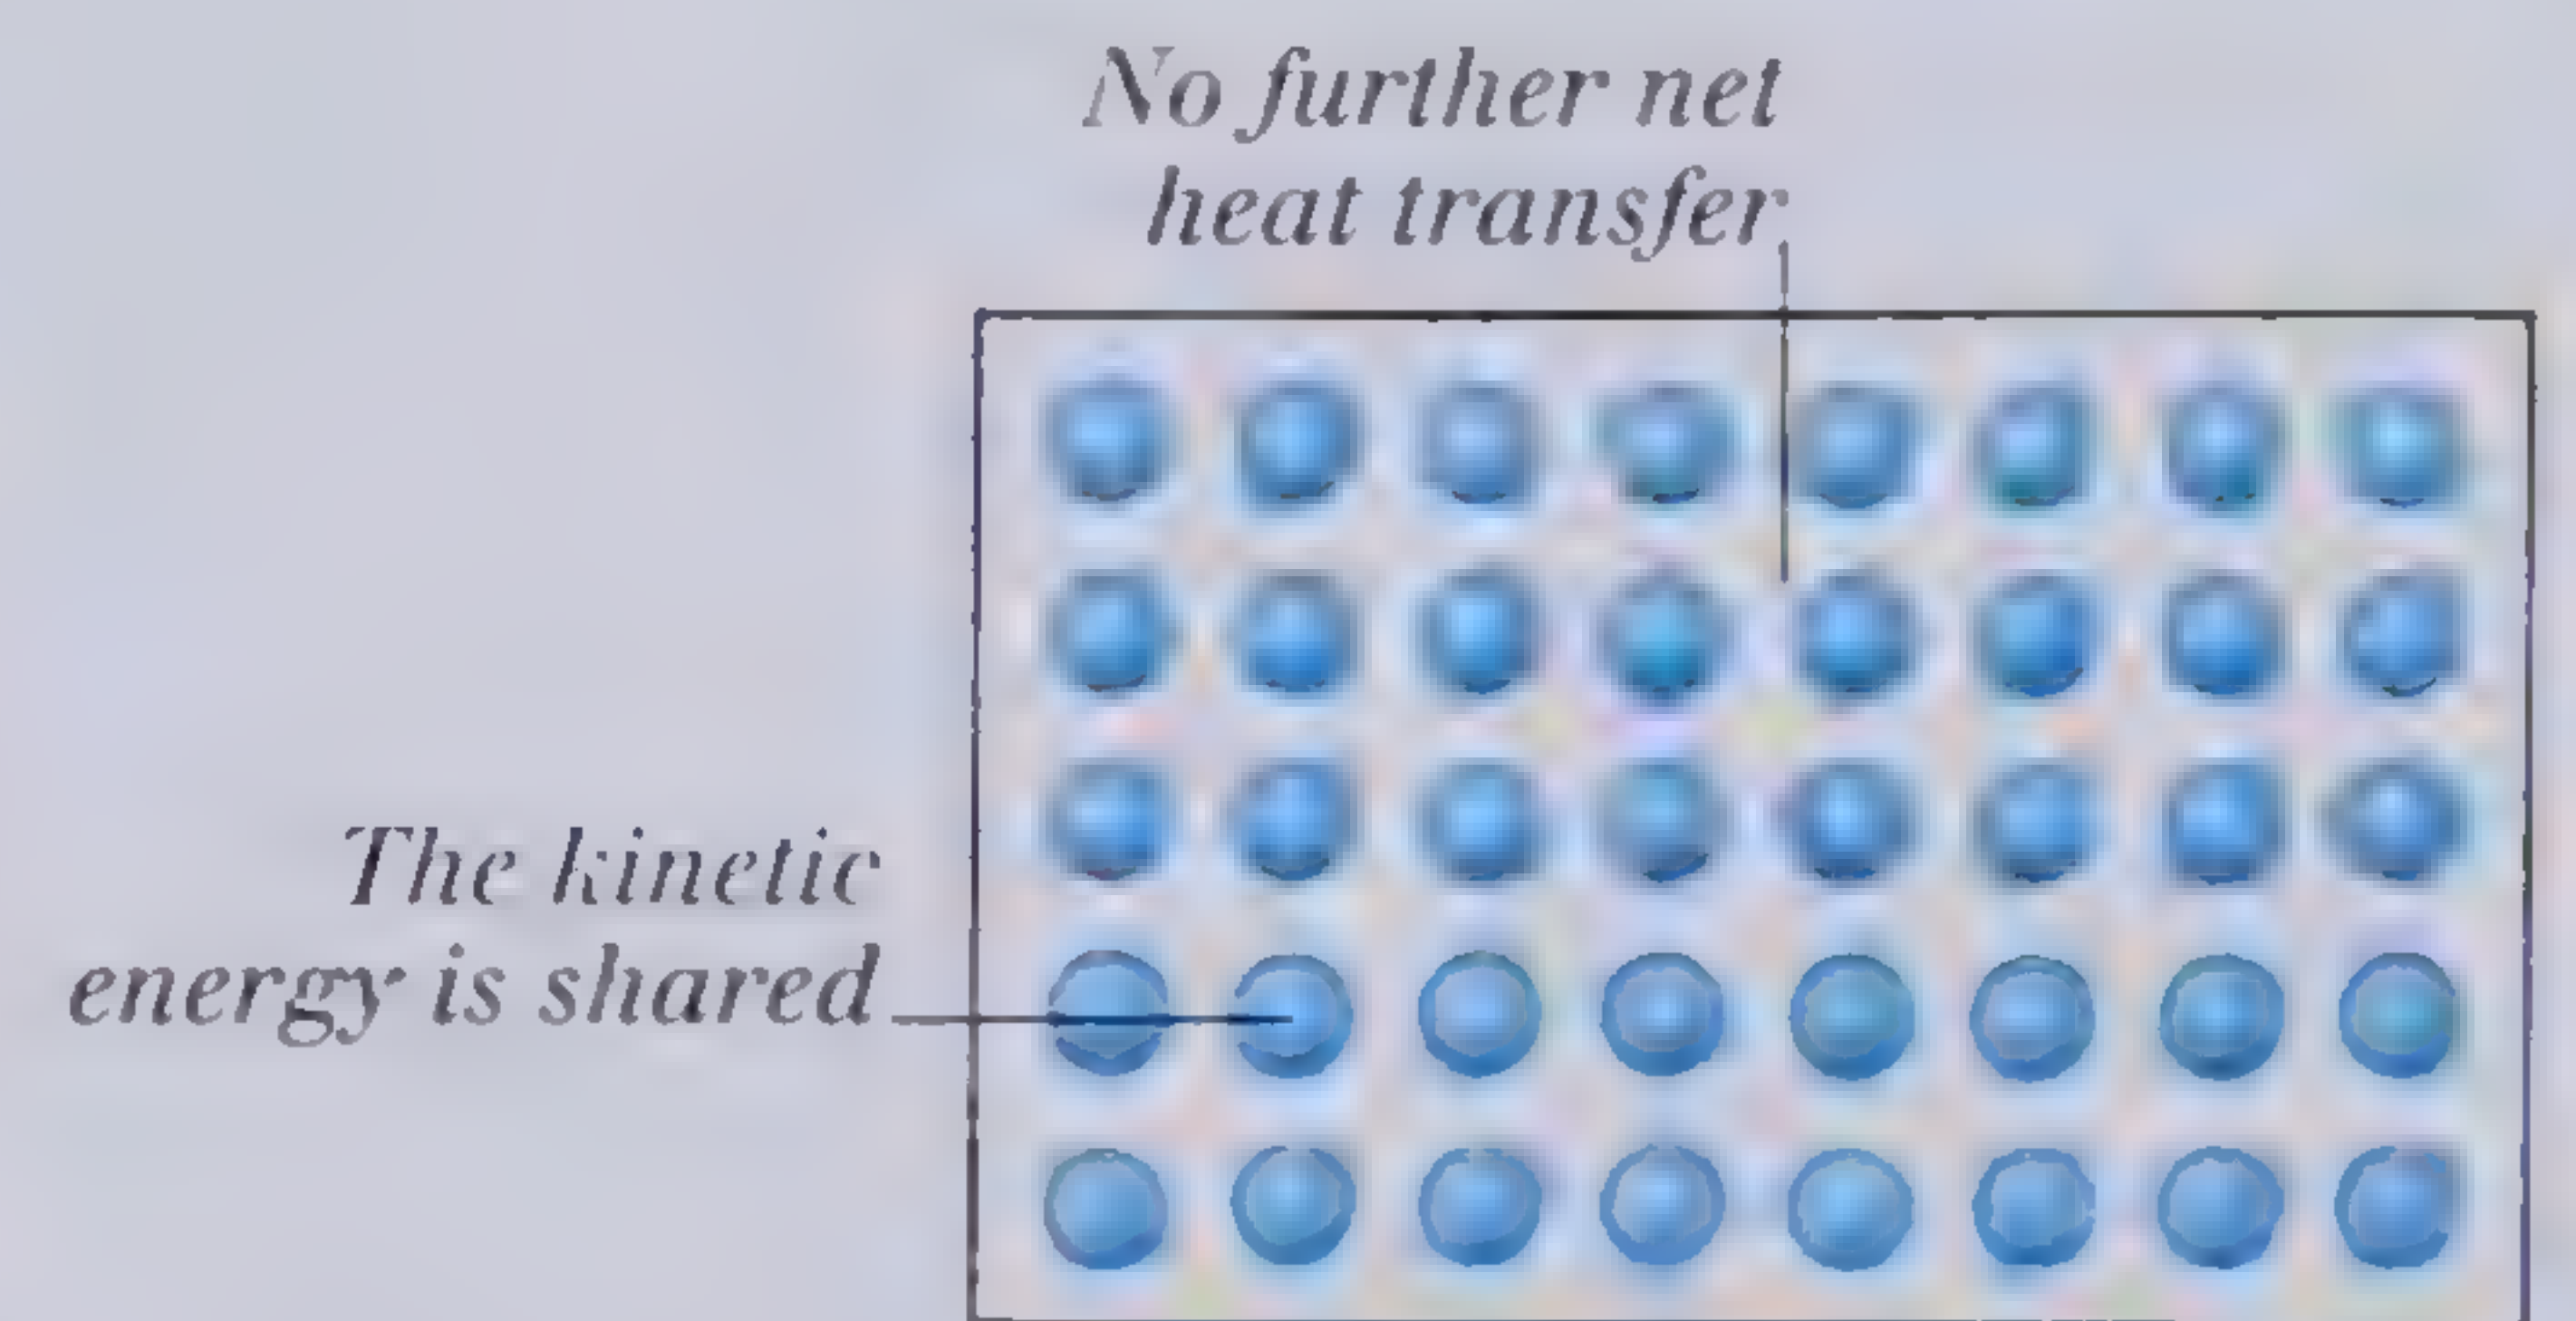 No further net
heat transfer
The kinetic
energy is shared